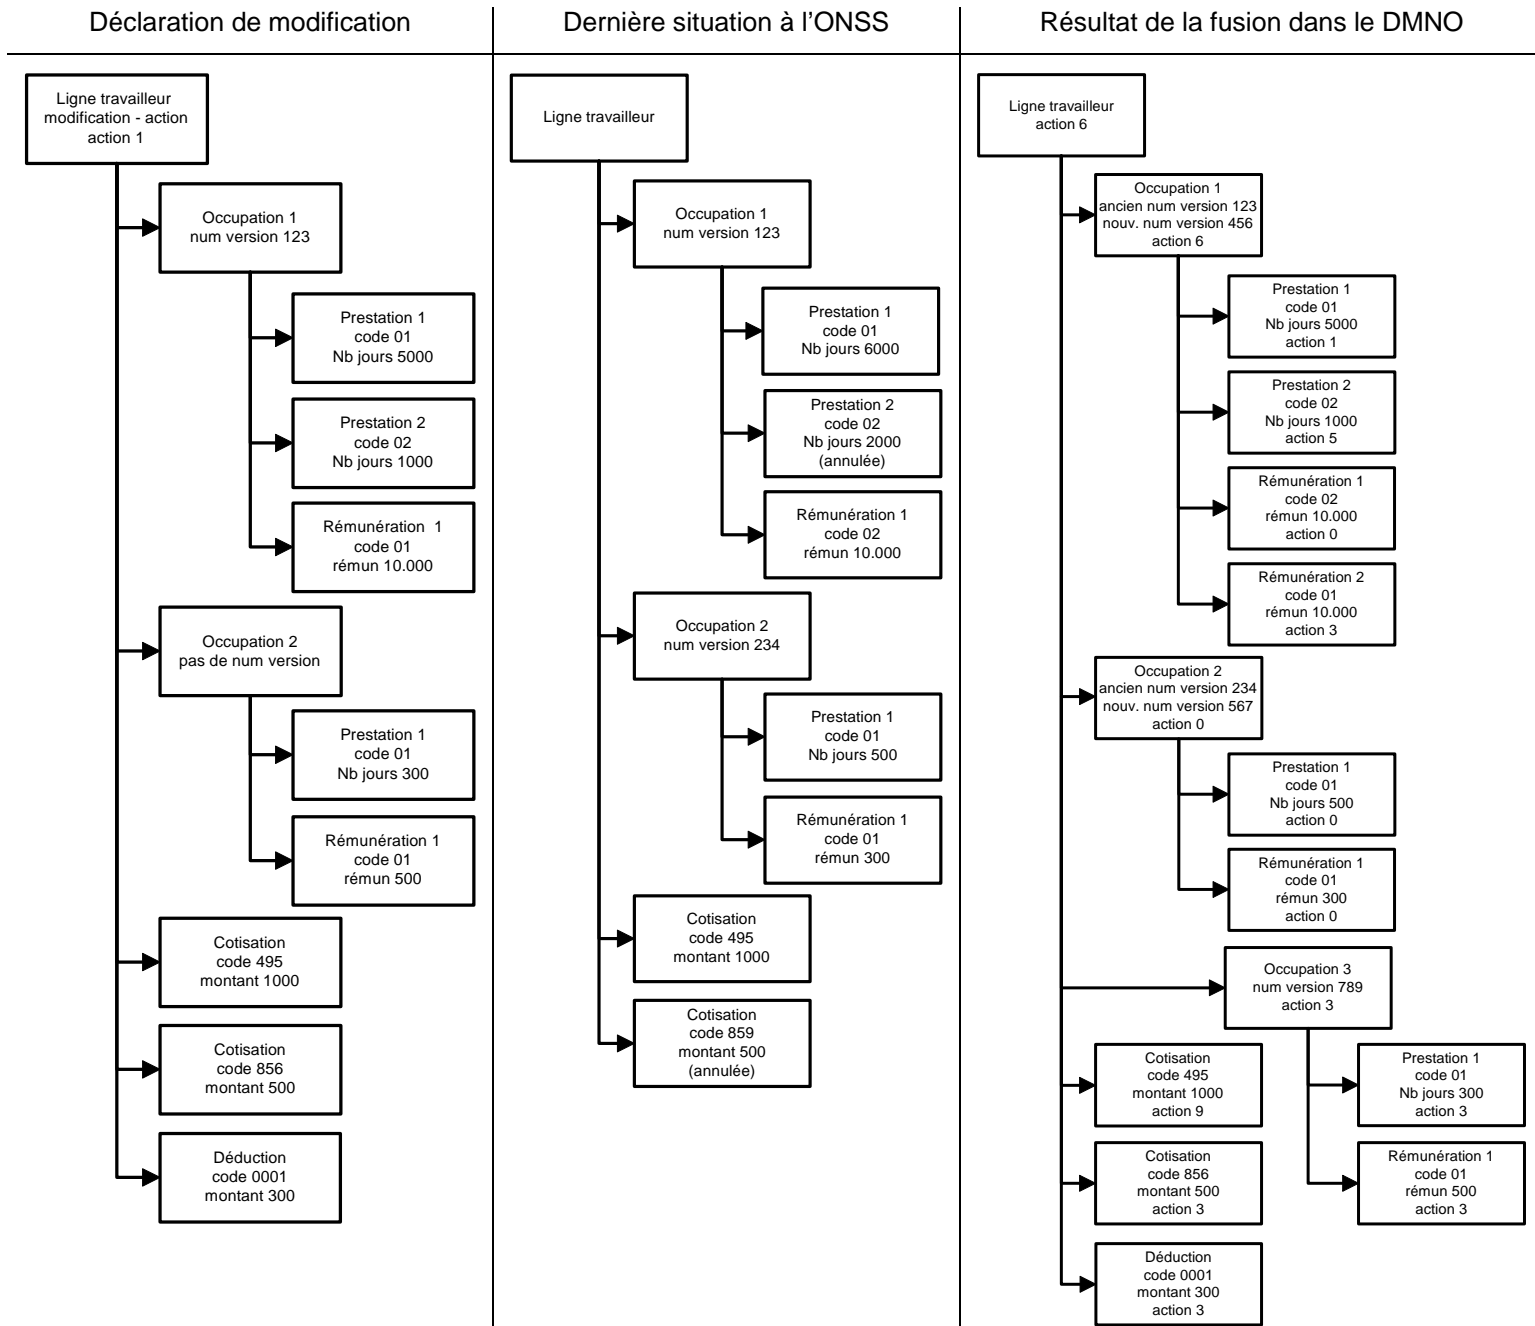 Déclaration de modification
Ligne travailleur
modification - action
action 1
Occupation 1
num version 123
Prestation 1
code 01
Nb jours 5000
Prestation 2
code 02
Nb jours 1000
Rémunération 1
code 01
rémun 10.000
Occupation 2
pas de num version
Prestation 1
code 01
Nb jours 300
Rémunération 1
code 01
rémun 500
Cotisation
code 495
montant 1000
Cotisation
code 856
montant 500
Déduction
code 0001
montant 300
Dernière situation à l'ONSS
Ligne travailleur
Occupation 1
num version 123
Prestation 1
code 01
Nb jours 6000
Prestation 2
code 02
Nb jours 2000
(annulée)
Rémunération 1
code 02
rémun 10.000
Occupation 2
num version 234
Prestation 1
code 01
Nb jours 500
Rémunération 1
code 01
rémun 300
Cotisation
code 495
montant 1000
Cotisation
code 859
montant 500
(annulée)
Résultat de la fusion dans le DMNO
Ligne travailleur
action 6
Occupation 1
ancien num version 123
nouv. num version 456
action 6
Prestation 1
code 01
Nb jours 5000
action 1
Prestation 2
code 02
Nb jours 1000
action 5
Rémunération 1
code 02
rémun 10.000
action 0
Rémunération 2
code 01
rémun 10.000
action 3
Occupation 2
ancien num version 234
nouv. num version 567
action 0
Prestation 1
code 01
Nb jours 500
action 0
Rémunération 1
code 01
rémun 300
action 0
Occupation 3
num version 789
action 3
Prestation 1
code 01
Nb jours 300
action 3
Rémunération 1
code 01
rémun 500
action 3
Cotisation
code 495
montant 1000
action 9
Cotisation
code 856
montant 500
action 3
Déduction
code 0001
montant 300
action 3